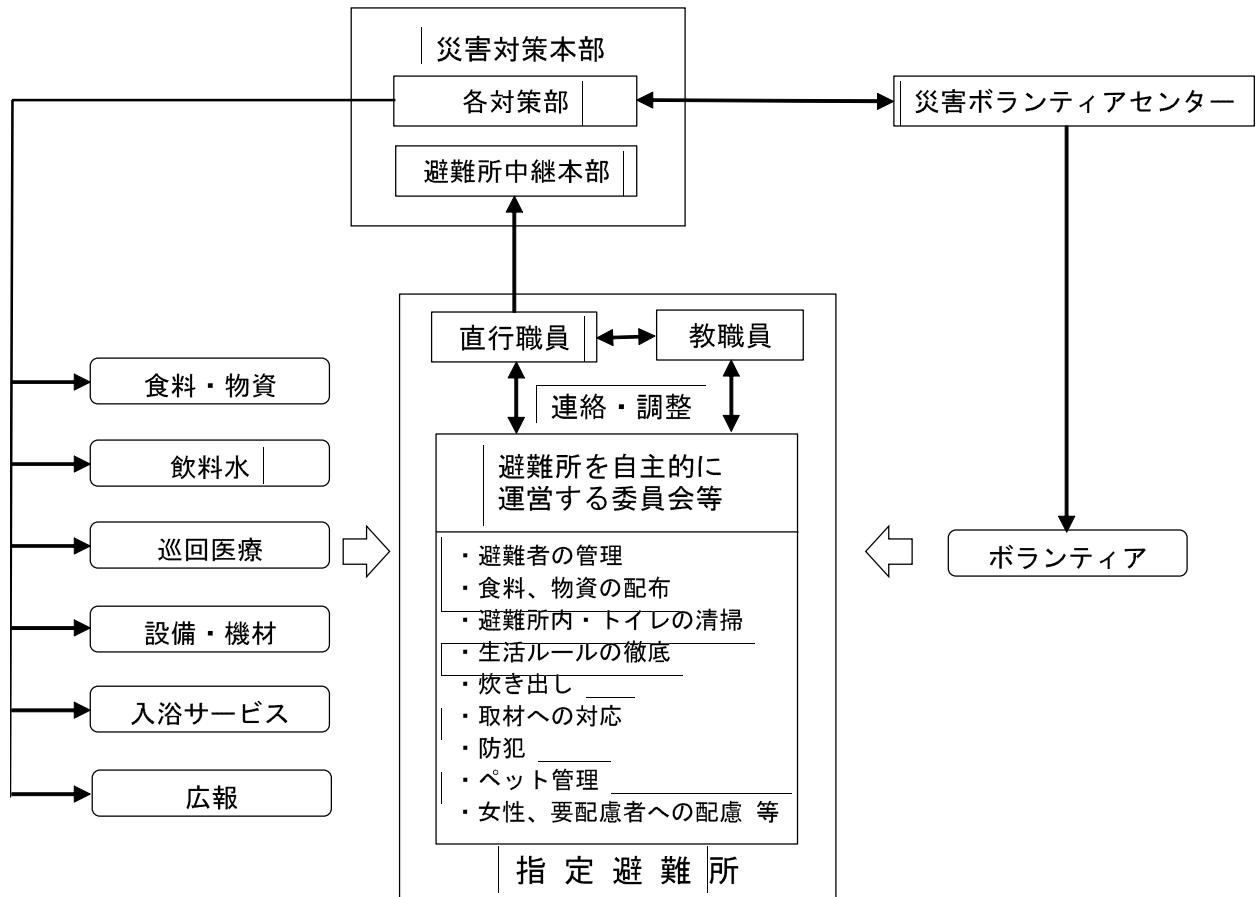 災害対策本部
各対策部
災害ボランティアセンター
避難所中継本部
直行職員
教職員
連絡・調整
食料・物資
飲料水
巡回医療
設備・機材
入浴サービス
広報
避難所を自主的に
運営する委員会等
・避難者の管理
・食料、物資の配布
・避難所内・トイレの清掃
・生活ルールの徹底
・炊き出し
・取材への対応
・防犯
・ペット管理
・女性、要配慮者への配慮 等
指定避難所
ボランティア